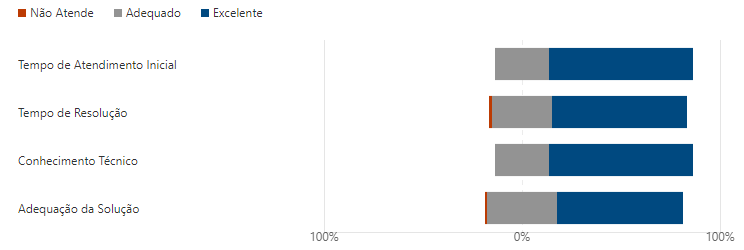 Não Atende Adequado Excelente
Tempo de Atendimento Inicial
Tempo de Resolução
Conhecimento Técnico
Adequação da Solução
100% 0% 100%